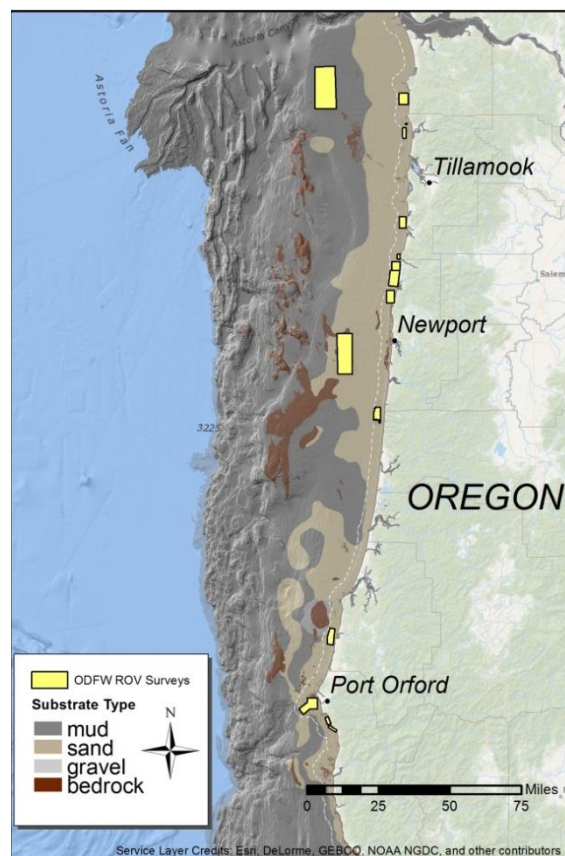 Astoria Canyon
Astoria
Fan
Tillamook
Salem
Newport
3225
OREGON
Port Orford
ODFW ROV Surveys
Substrate Type
mud
sand
gravel
bedrock
N
Miles
0 25 50 75
Service Layer Credits: Esri, DeLorme, GEBCO, NOAA NGDC, and other contributors